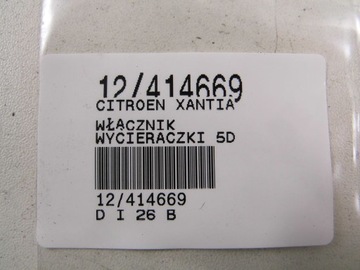 12/414669
CITROEN XANTIA
WŁĄCZNIK
WYCIERACZKI 5D
12/414669
D I 26 B